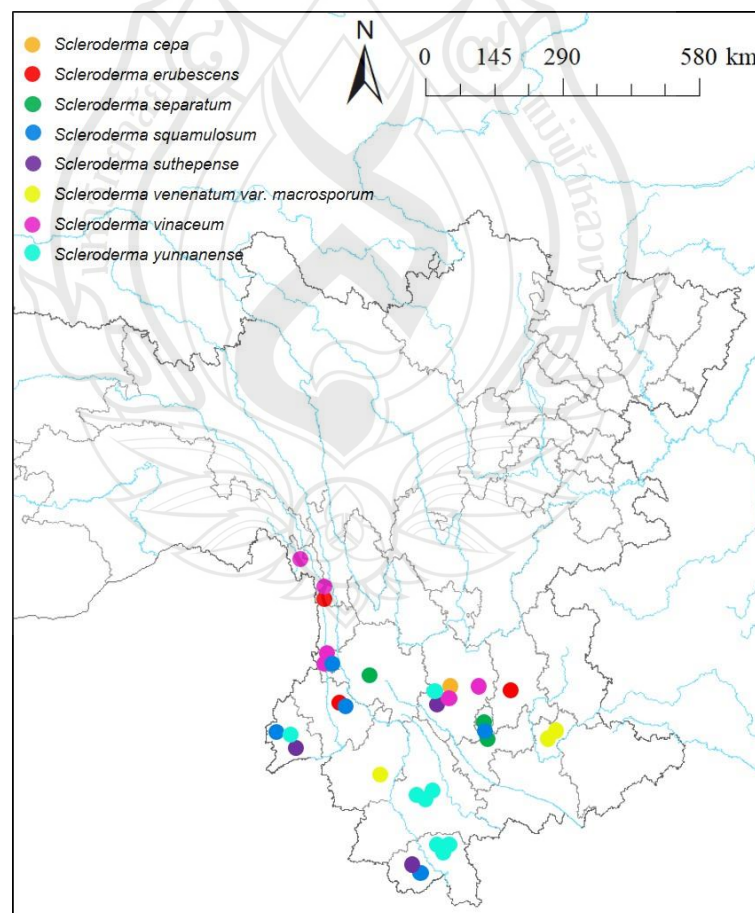 N
0 145 290 580 km
Scleroderma cepa
Scleroderma erubescens
Scleroderma separatum
Scleroderma squamulosum
Scleroderma suthepense
Scleroderma venenatum var. macrosporum
Scleroderma vinaceum
Scleroderma yunnanense